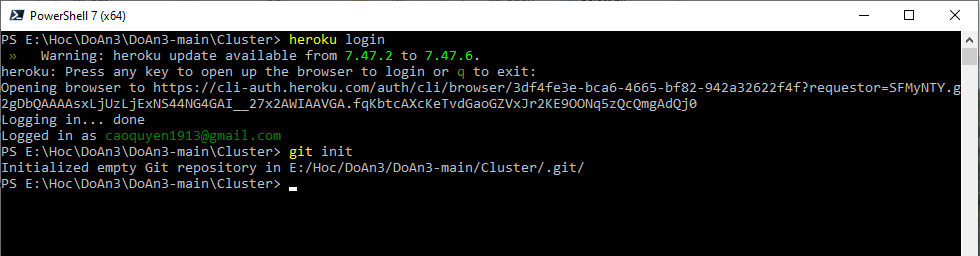 PowerShell 7 (x64)
PS E:\Hoc\DoAn3\DoAn3-main\Cluster> heroku login
» Warning: heroku update available from 7.47.2 to 7.47.6.
heroku: Press any key to open up the browser to login or q to exit:
Opening browser to https://cli-auth.heroku.com/auth/cli/browser/3df4fe3e-bca6-4665-bf82-942a32622f4f?requestor=SFMyNTY.g
2gDbQAAAAsxLjUzLjExNS44NG4GAI__27x2AWIAAVGA.fqKbtcAXcKeTvdGaoGZVxJr2KE9OONq5zQcQmgAdQj0
Logging in... done
Logged in as caoquyen1913@gmail.com
PS E:\Hoc\DoAn3\DoAn3-main\Cluster> git init
Initialized empty Git repository in E:/Hoc/DoAn3/DoAn3-main/Cluster/.git/
PS E:\Hoc\DoAn3\DoAn3-main\Cluster>